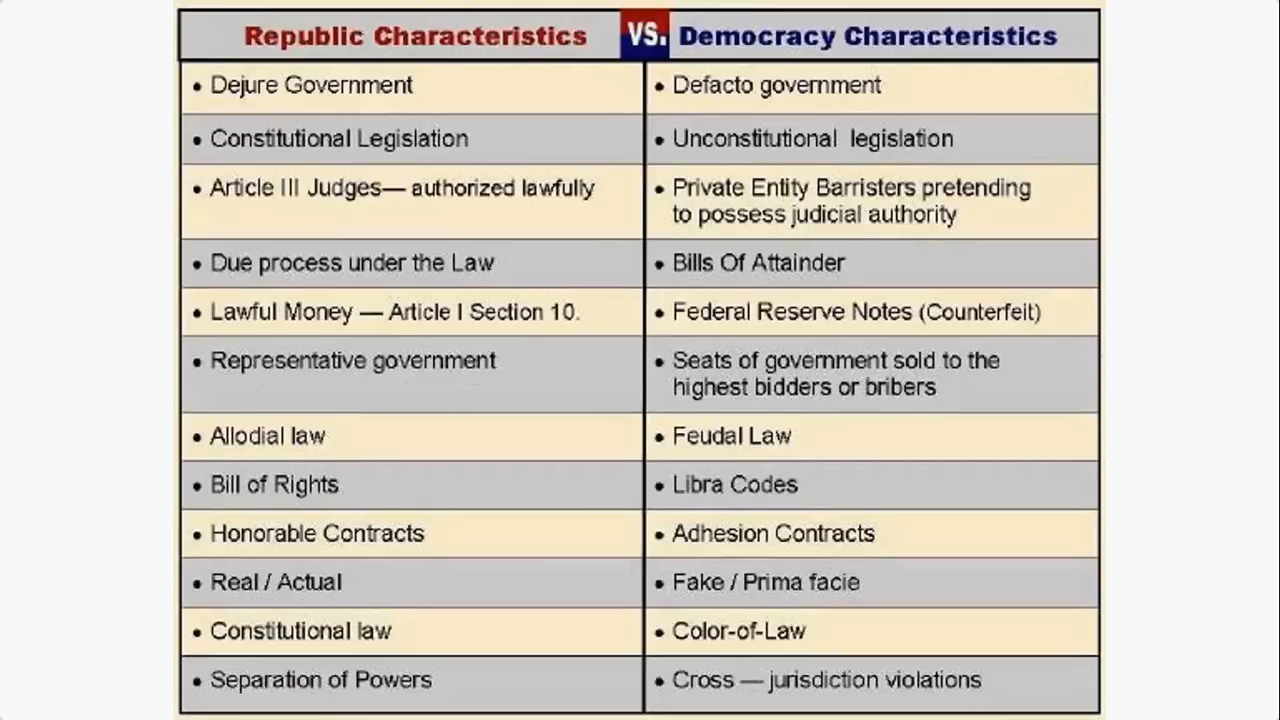 Republic Characteristics VS. Democracy Characteristics
• Dejure Government
• Defacto government
• Constitutional Legislation
• Unconstitutional legislation
• Article III Judges— authorized lawfully
• Private Entity Barristers pretending
to possess judicial authority
• Due process under the Law
• Bills Of Attainder
• Lawful Money — Article I Section 10.
• Federal Reserve Notes (Counterfeit)
• Representative government
• Seats of government sold to the
highest bidders or bribers
• Allodial law
• Feudal Law
• Bill of Rights
• Libra Codes
• Honorable Contracts
• Adhesion Contracts
• Real / Actual
• Fake / Prima facie
• Constitutional law
• Color-of-Law
• Separation of Powers
• Cross — jurisdiction violations